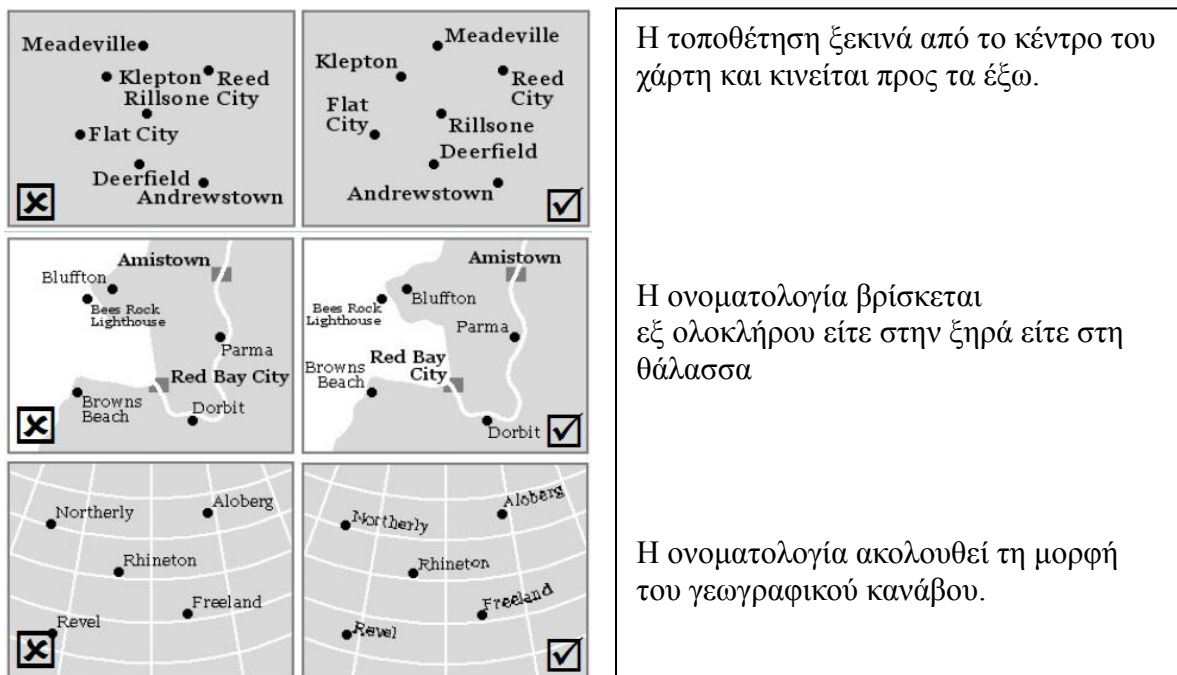 Meadeville
Klepton
Reed
Rillsone City
Flat City
Deerfield
Andrewstown
Meadeville
Klepton
Reed
City
Flat
City
Rillsone
Deerfield
Andrewstown
Η τοποθέτηση ξεκινά από το κέντρο του
χάρτη και κινείται προς τα έξω.
Amistown
Bluffton
Bees Rock
Lighthouse
Parma
Red Bay City
Browns
Beach
Dorbit
Amistown
Bees Rock
Lighthouse
Bluffton
Parma
Red Bay
City
Browns
Beach
Dorbit
Η ονοματολογία βρίσκεται
εξ ολοκλήρου είτε στην ξηρά είτε στη
θάλασσα
Northerly
Aloberg
Rhineton
Freeland
Revel
Northerly
Aloberg
Rhineton
Freeland
Revel
Η ονοματολογία ακολουθεί τη μορφή
του γεωγραφικού κανάβου.